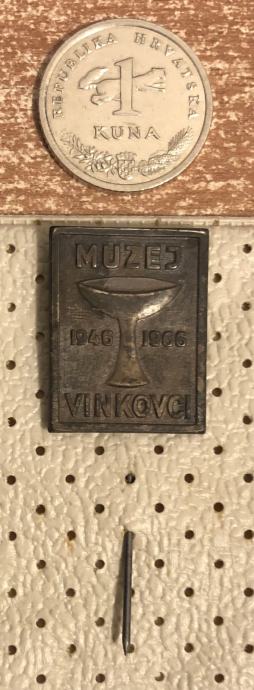 REPUBLIKA HRVATSKA
1
KUNA
MUZEJ
1946 1966
VINKOVCI